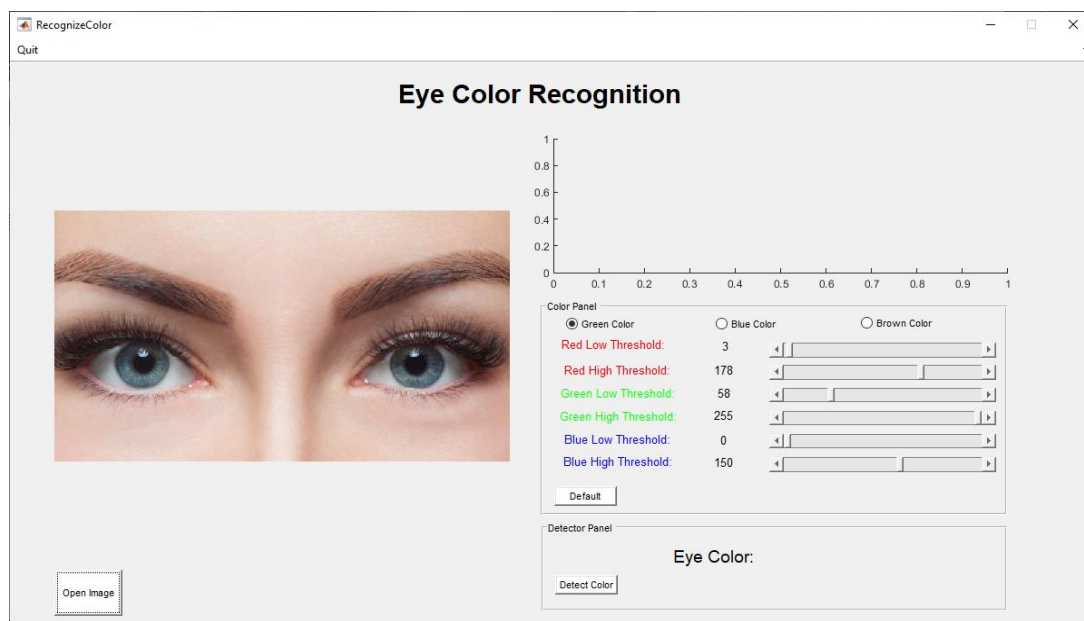 RecognizeColor
Quit
Eye Color Recognition
1
0.8
0.6
0.4
0.2
0
0 0.1 0.2 0.3 0.4 0.5 0.6 0.7 0.8 0.9 1
Color Panel
Green Color Blue Color Brown Color
Red Low Threshold: 3
Red High Threshold: 178
Green Low Threshold: 58
Green High Threshold: 255
Blue Low Threshold: 0
Blue High Threshold: 150
Default
Detector Panel
Eye Color:
Detect Color
Open Image